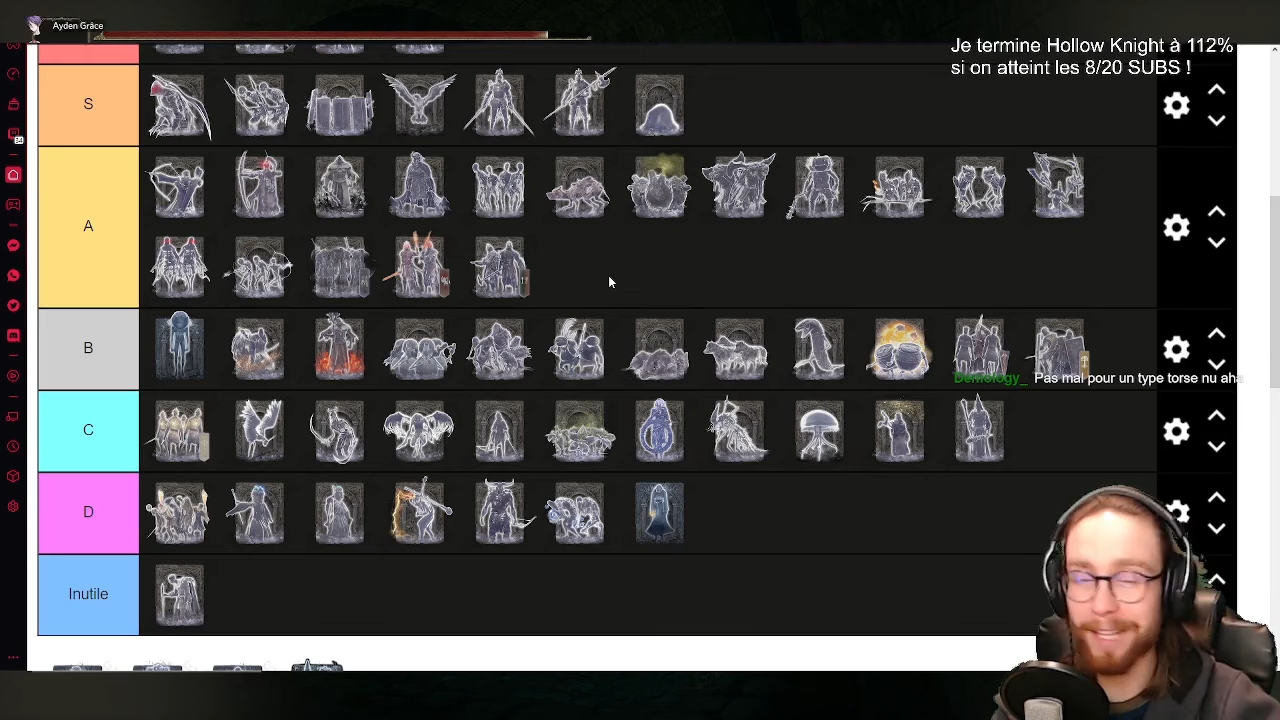 Ayden Grâce
Je termine Hollow Knight à 112%
si on atteint les 8/20 SUBS !
S
A
B
Demology_ Pas mal pour un type torse nu aha
C
D
Inutile